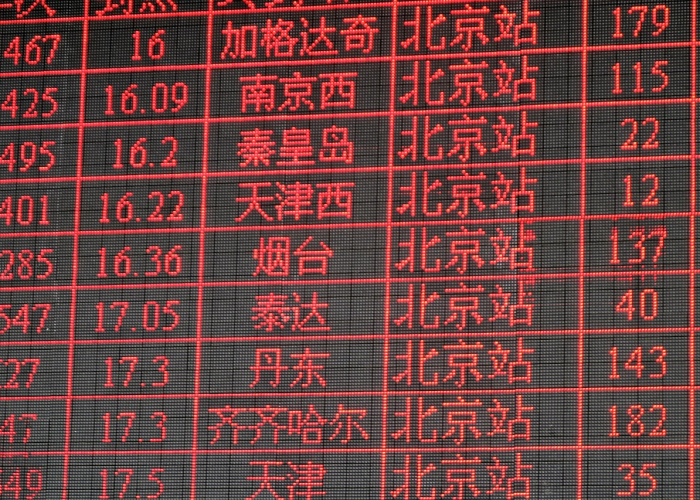 467 16 加格达奇 北京站 179
425 16.09 南京西 北京站 115
495 16.2 秦皇岛 北京站 22
401 16.22 天津西 北京站 12
285 16.36 烟台 北京站 137
547 17.05 泰达 北京站 40
27 17.3 丹东 北京站 143
47 17.3 齐齐哈尔 北京站 182
49 17.5 天津 北京站 35